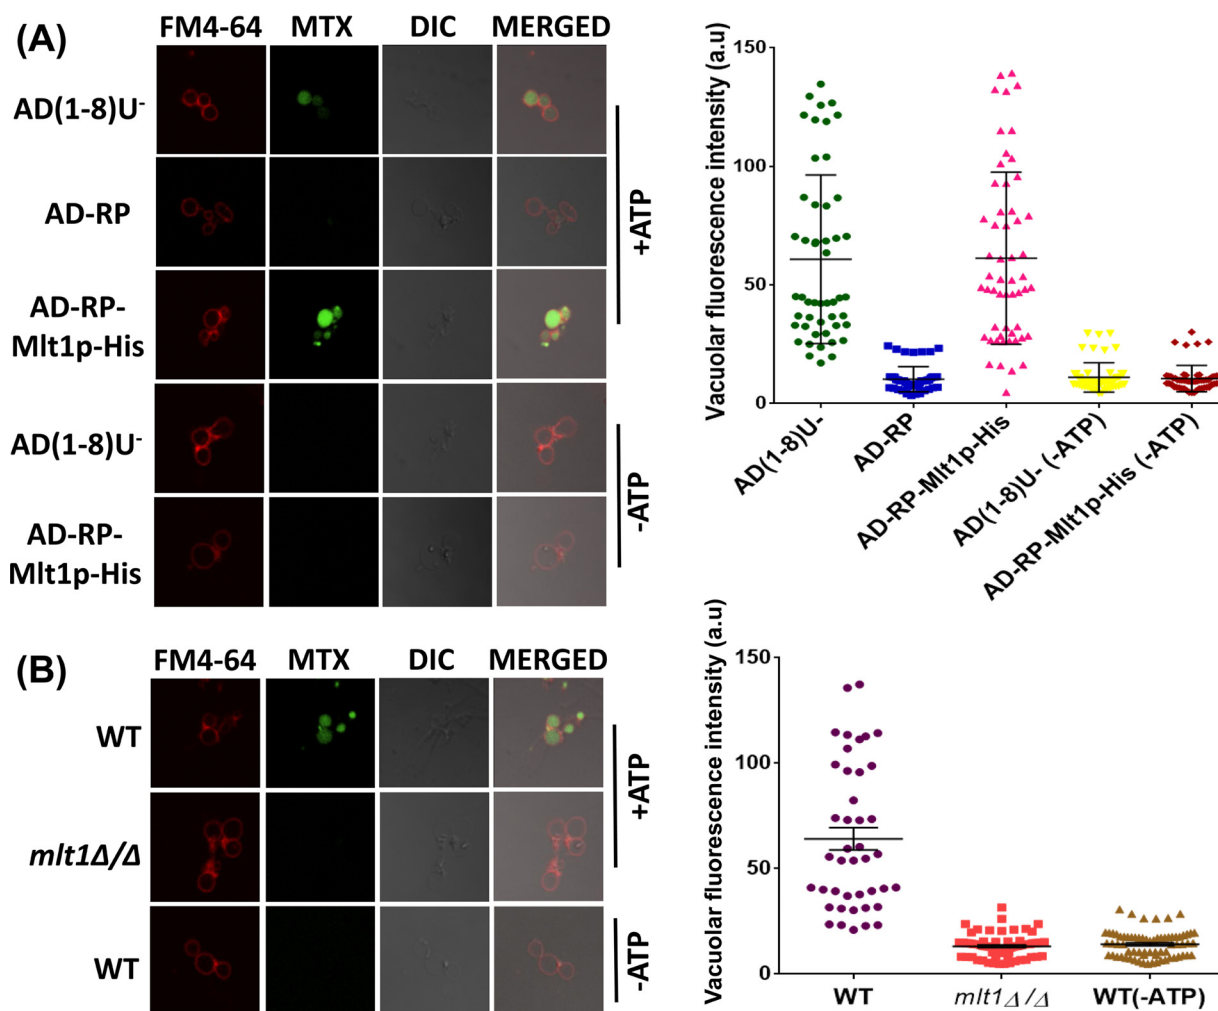 (A)
FM4-64 MTX DIC MERGED
AD(1-8)U-
AD-RP
AD-RP-
Mlt1p-His
+ATP
AD(1-8)U-
AD-RP-
Mlt1p-His
-ATP
Vacuolar fluorescence intensity (a.u)
150
100
50
0
AD(1-8)U-
AD-RP
AD-RP-Mlt1p-His
AD(1-8)U- (-ATP)
AD-RP-Mlt1p-His (-ATP)
(B)
FM4-64 MTX DIC MERGED
WT
mlt1Δ/Δ
+ATP
WT
-ATP
Vacuolar fluorescence intensity (a.u)
150
100
50
0
WT mlt1Δ/Δ WT(-ATP)